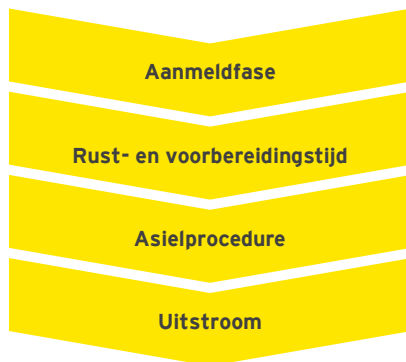 Aanmeldfase
Rust- en voorbereidingstijd
Asielprocedure
Uitstroom